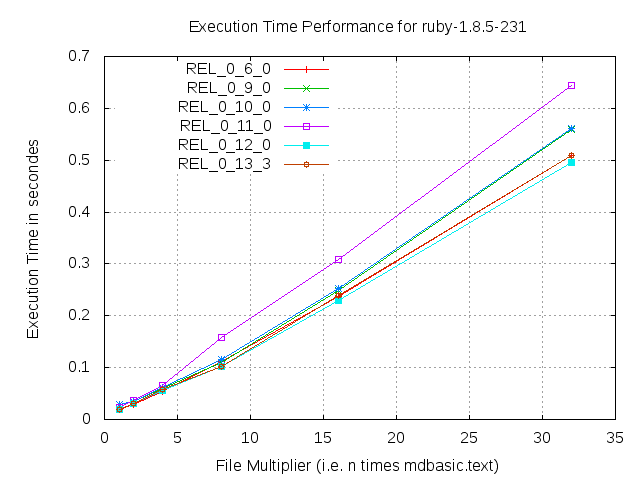 Execution Time Performance for ruby-1.8.5-231
REL_0_6_0
REL_0_9_0
REL_0_10_0
REL_0_11_0
REL_0_12_0
REL_0_13_3
Execution Time in secondes
0.7
0.6
0.5
0.4
0.3
0.2
0.1
0
0 5 10 15 20 25 30 35
File Multiplier (i.e. n times mdbasic.text)